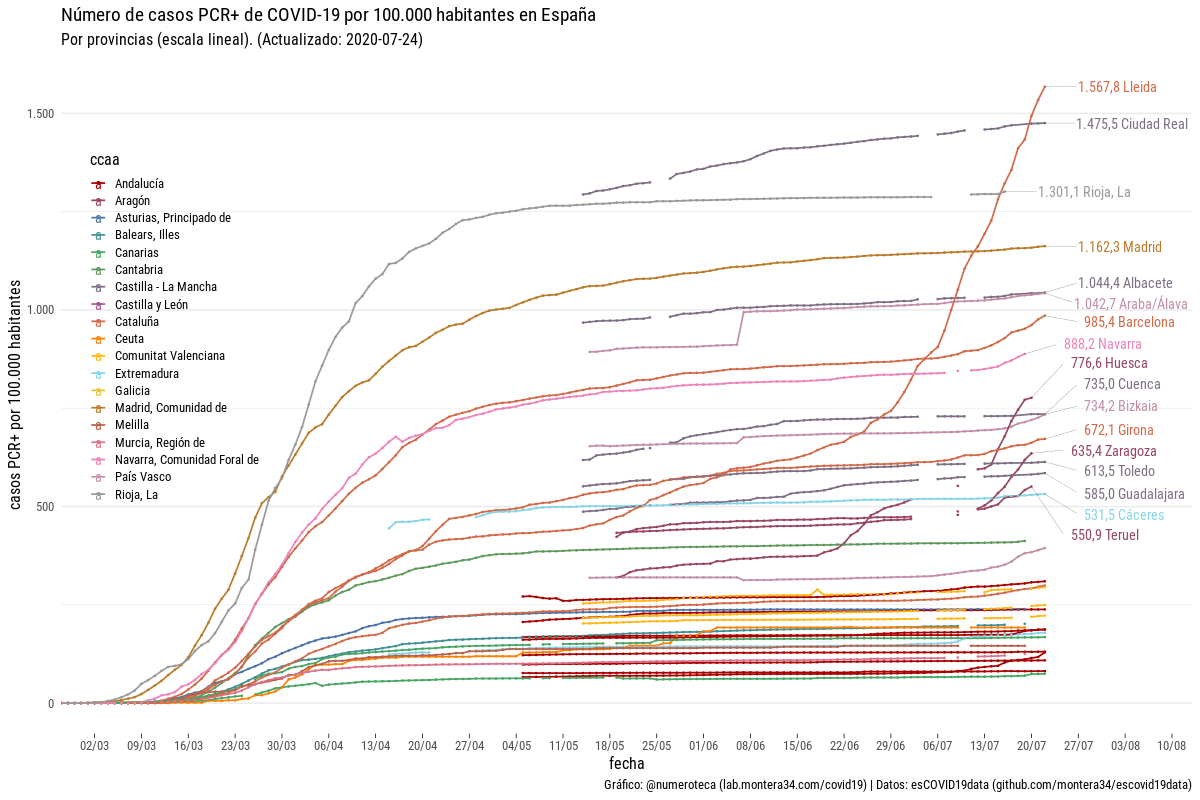 Número de casos PCR+ de COVID-19 por 100.000 habitantes en España
Por provincias (escala lineal). (Actualizado: 2020-07-24)
casos PCR+ por 100.000 habitantes
1.500
1.000
500
0
ccaa
Andalucía
Aragón
Asturias, Principado de
Balears, Illes
Canarias
Cantabria
Castilla - La Mancha
Castilla y León
Cataluña
Ceuta
Comunitat Valenciana
Extremadura
Galicia
Madrid, Comunidad de
Melilla
Murcia, Región de
Navarra, Comunidad Foral de
País Vasco
Rioja, La
1.567,8 Lleida
1.475,5 Ciudad Real
1.301,1 Rioja, La
1.162,3 Madrid
1.044,4 Albacete
1.042,7 Araba/Álava
985,4 Barcelona
888,2 Navarra
776,6 Huesca
735,0 Cuenca
734,2 Bizkaia
672,1 Girona
635,4 Zaragoza
613,5 Toledo
585,0 Guadalajara
531,5 Cáceres
550,9 Teruel
02/03 09/03 16/03 23/03 30/03 06/04 13/04 20/04 27/04 04/05 11/05 18/05 25/05 01/06 08/06 15/06 22/06 29/06 06/07 13/07 20/07 27/07 03/08 10/08
fecha
Gráfico: @numeroteca (lab.montera34.com/covid19) | Datos: esCOVID19data (github.com/montera34/escovid19data)